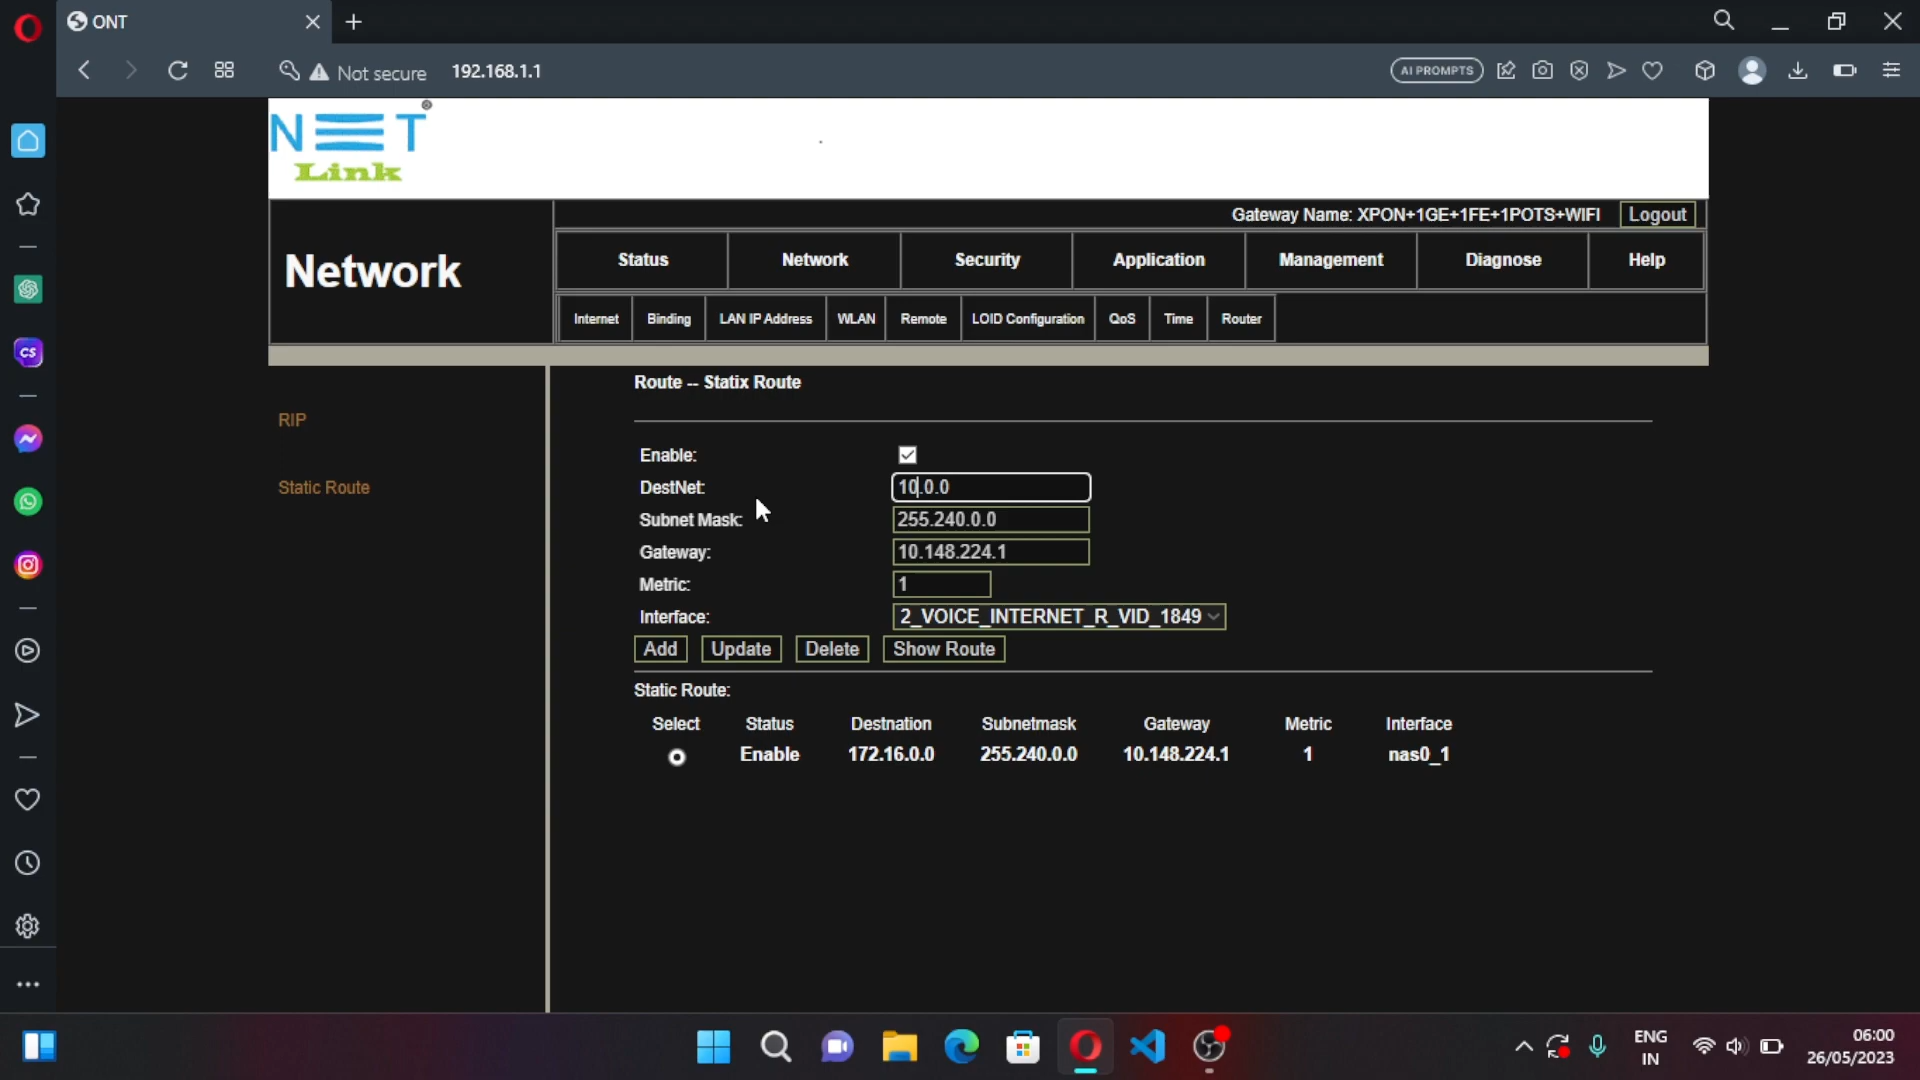 ONT
Not secure 192.168.1.1
AI PROMPTS
NET
Link
Gateway Name: XPON+1GE+1FE+1POTS+WIFI Logout
Network
Status Network Security Application Management Diagnose Help
Internet Binding LAN IP Address WLAN Remote LOID Configuration QoS Time Router
RIP
Static Route
Route -- Statix Route
Enable:
DestNet: 10.0.0
Subnet Mask: 255.240.0.0
Gateway: 10.148.224.1
Metric: 1
Interface: 2_VOICE_INTERNET_R_VID_1849
Add Update Delete Show Route
Static Route:
Select Status Destnation Subnetmask Gateway Metric Interface
Enable 172.16.0.0 255.240.0.0 10.148.224.1 1 nas0_1
CS
ENG
IN
06:00
26/05/2023